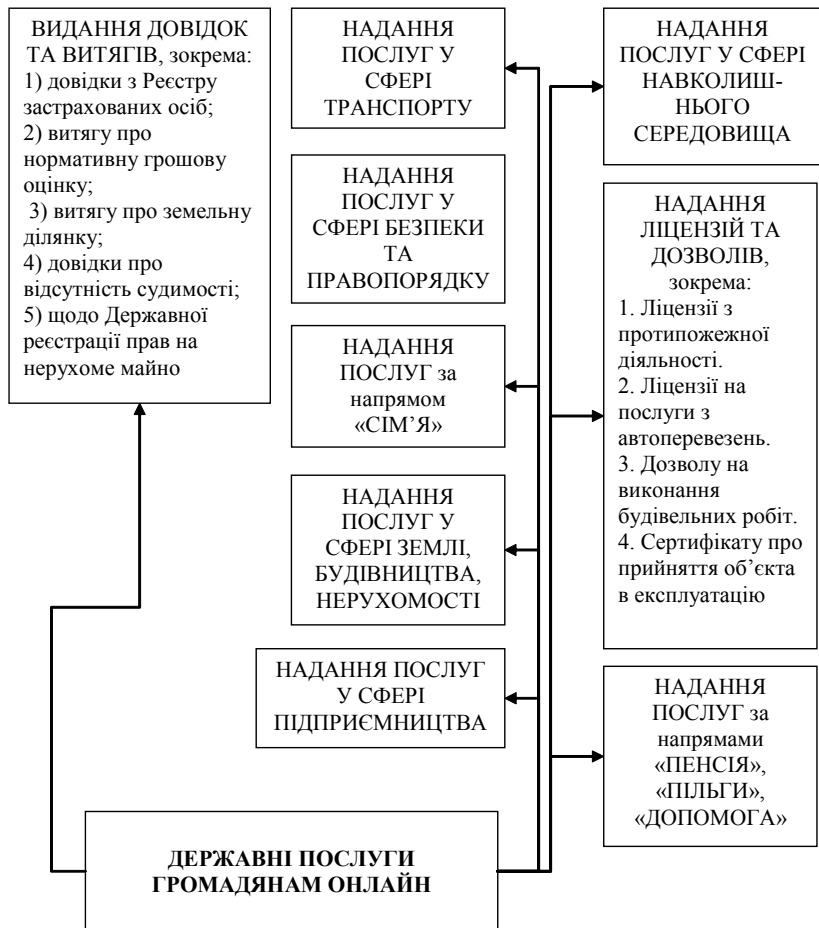 ВИДАННЯ ДОВІДОК
ТА ВИТЯГІВ, зокрема:
1) довідки з Реєстру
застрахованих осіб;
2) витягу про
нормативну грошову
оцінку;
3) витягу про земельну
ділянку;
4) довідки про
відсутність судимості;
5) щодо Державної
реєстрації прав на
нерухоме майно
НАДАННЯ
ПОСЛУГ У
СФЕРІ
ТРАНСПОРТУ
НАДАННЯ
ПОСЛУГ У
СФЕРІ БЕЗПЕКИ
ТА
ПРАВОПОРЯДКУ
НАДАННЯ
ПОСЛУГ за
напрямом
«СІМ’Я»
НАДАННЯ
ПОСЛУГ У
СФЕРІ ЗЕМЛІ,
БУДІВНИЦТВА,
НЕРУХОМОСТІ
НАДАННЯ ПОСЛУГ
У СФЕРІ
ПІДПРИЄМНИЦТВА
НАДАННЯ
ПОСЛУГ У СФЕРІ
НАВКОЛИШ-
НЬОГО
СЕРЕДОВИЩА
НАДАННЯ
ЛІЦЕНЗІЙ ТА
ДОЗВОЛІВ,
зокрема:
1. Ліцензії з
протипожежної
діяльності.
2. Ліцензії на
послуги з
автоперевезень.
3. Дозволу на
виконання
будівельних робіт.
4. Сертифікату про
прийняття об’єкта
в експлуатацію
НАДАННЯ
ПОСЛУГ за
напрямами
«ПЕНСІЯ»,
«ПІЛЬГИ»,
«ДОПОМОГА»
ДЕРЖАВНІ ПОСЛУГИ
ГРОМАДЯНАМ ОНЛАЙН